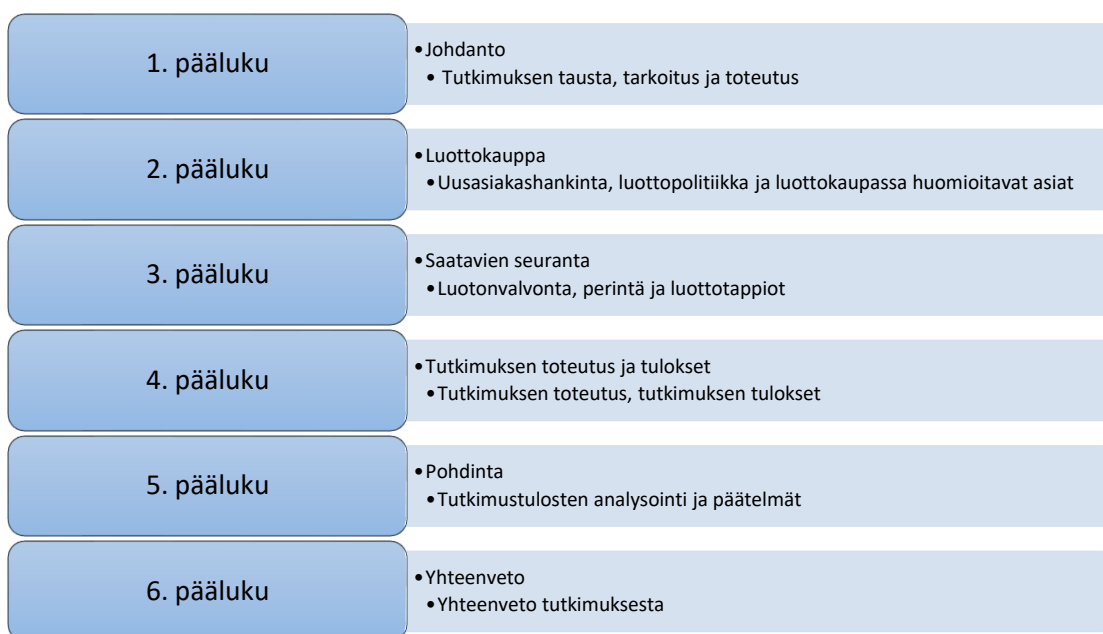 1. pääluku
•Johdanto
• Tutkimuksen tausta, tarkoitus ja toteutus
2. pääluku
•Luottokauppa
•Uusasiakashankinta, luottopolitiikka ja luottokaupassa huomioitavat asiat
3. pääluku
•Saatavien seuranta
•Luotonvalvonta, perintä ja luottotappiot
4. pääluku
•Tutkimuksen toteutus ja tulokset
•Tutkimuksen toteutus, tutkimuksen tulokset
5. pääluku
•Pohdinta
•Tutkimustulosten analysointi ja päätelmät
6. pääluku
•Yhteenveto
•Yhteenveto tutkimuksesta